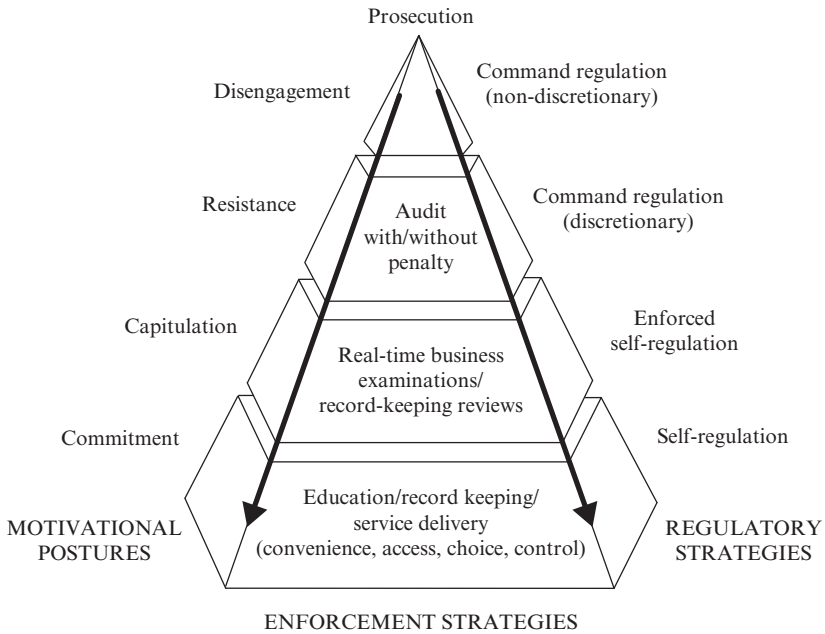 Prosecution
Disengagement
Command regulation
(non-discretionary)
Resistance
Audit
with/without
penalty
Command regulation
(discretionary)
Capitulation
Real-time business
examinations/
record-keeping reviews
Enforced
self-regulation
Commitment
Education/record keeping/
service delivery
(convenience, access, choice, control)
Self-regulation
MOTIVATIONAL
POSTURES
REGULATORY
STRATEGIES
ENFORCEMENT STRATEGIES